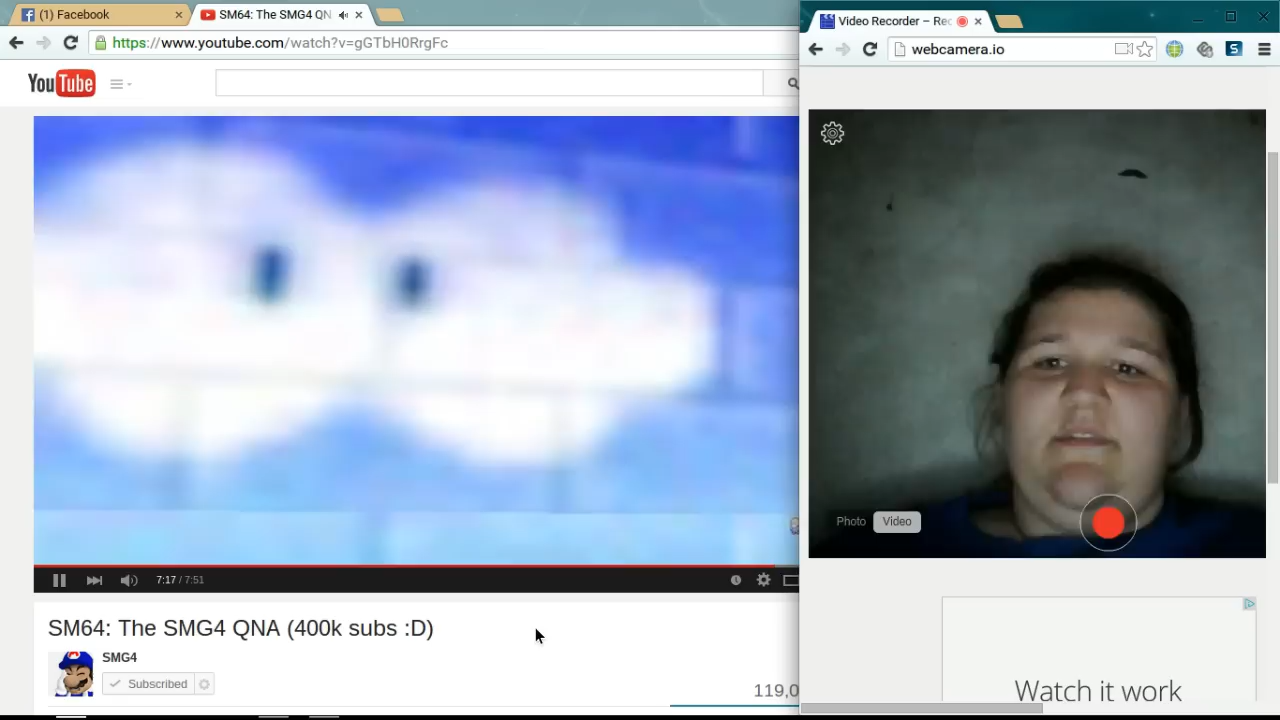 (1) Facebook
SM64: The SMG4 QN
https://www.youtube.com/watch?v=gGTbH0RrgFc
YouTube
7:17 / 7:51
SM64: The SMG4 QNA (400k subs :D)
SMG4
Subscribed
119,0
Video Recorder – Rec
webcamera.io
S
Photo Video
Watch it work